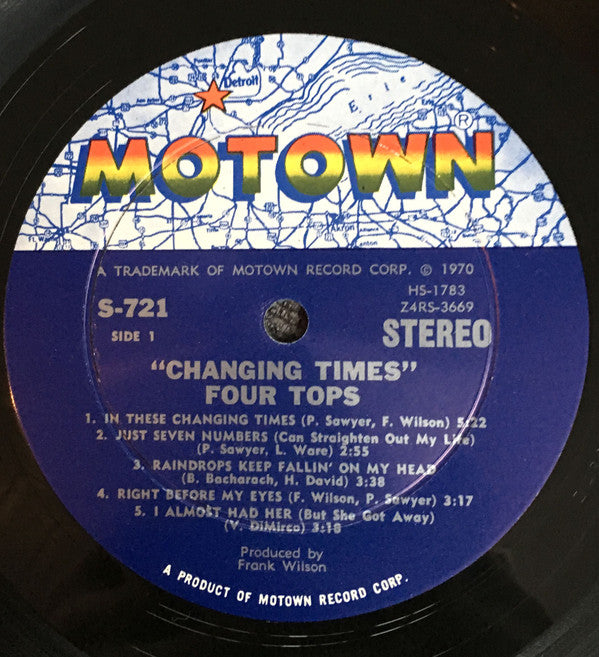 Detroit
Erie
MOTOWN®
Akron
Canton
A TRADEMARK OF MOTOWN RECORD CORP. © 1970
HS-1783
S-721
Z4RS-3669
SIDE 1
STEREO
"CHANGING TIMES"
FOUR TOPS
1. IN THESE CHANGING TIMES (P. Sawyer, F. Wilson) 5:22
2. JUST SEVEN NUMBERS (Can Straighten Out My Life)
(P. Sawyer, L. Ware) 2:55
3. RAINDROPS KEEP FALLIN' ON MY HEAD
(B. Bacharach, H. David) 3:38
4. RIGHT BEFORE MY EYES (F. Wilson, P. Sawyer) 3:17
5. I ALMOST HAD HER (But She Got Away)
(V. DiMirco) 3:18
Produced by
Frank Wilson
A PRODUCT OF MOTOWN RECORD CORP.